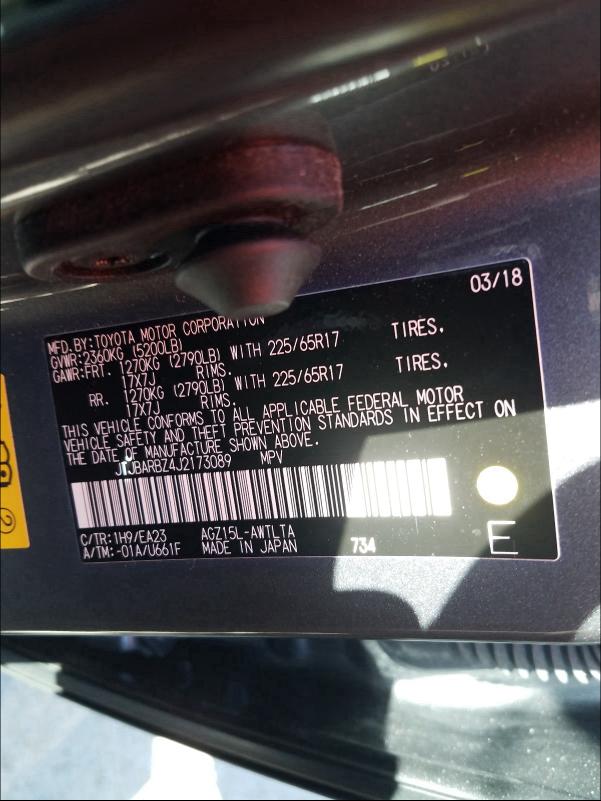 03/18
MFD.BY:TOYOTA MOTOR CORPORATION
GVWR:2360KG (5200LB)
GAWR:FRT. 1270KG (2790LB) WITH 225/65R17 TIRES.
17X7J RIMS.
RR. 1270KG (2790LB) WITH 225/65R17 TIRES.
17X7J RIMS.
THIS VEHICLE CONFORMS TO ALL APPLICABLE FEDERAL MOTOR
VEHICLE SAFETY AND THEFT PREVENTION STANDARDS IN EFFECT ON
THE DATE OF MANUFACTURE SHOWN ABOVE.
JTJBARBZ4J2173089 MPV
C/TR:1H9/EA23 AGZ15L-AWTLTA
A/TM:-01A/U661F MADE IN JAPAN 734 E
2